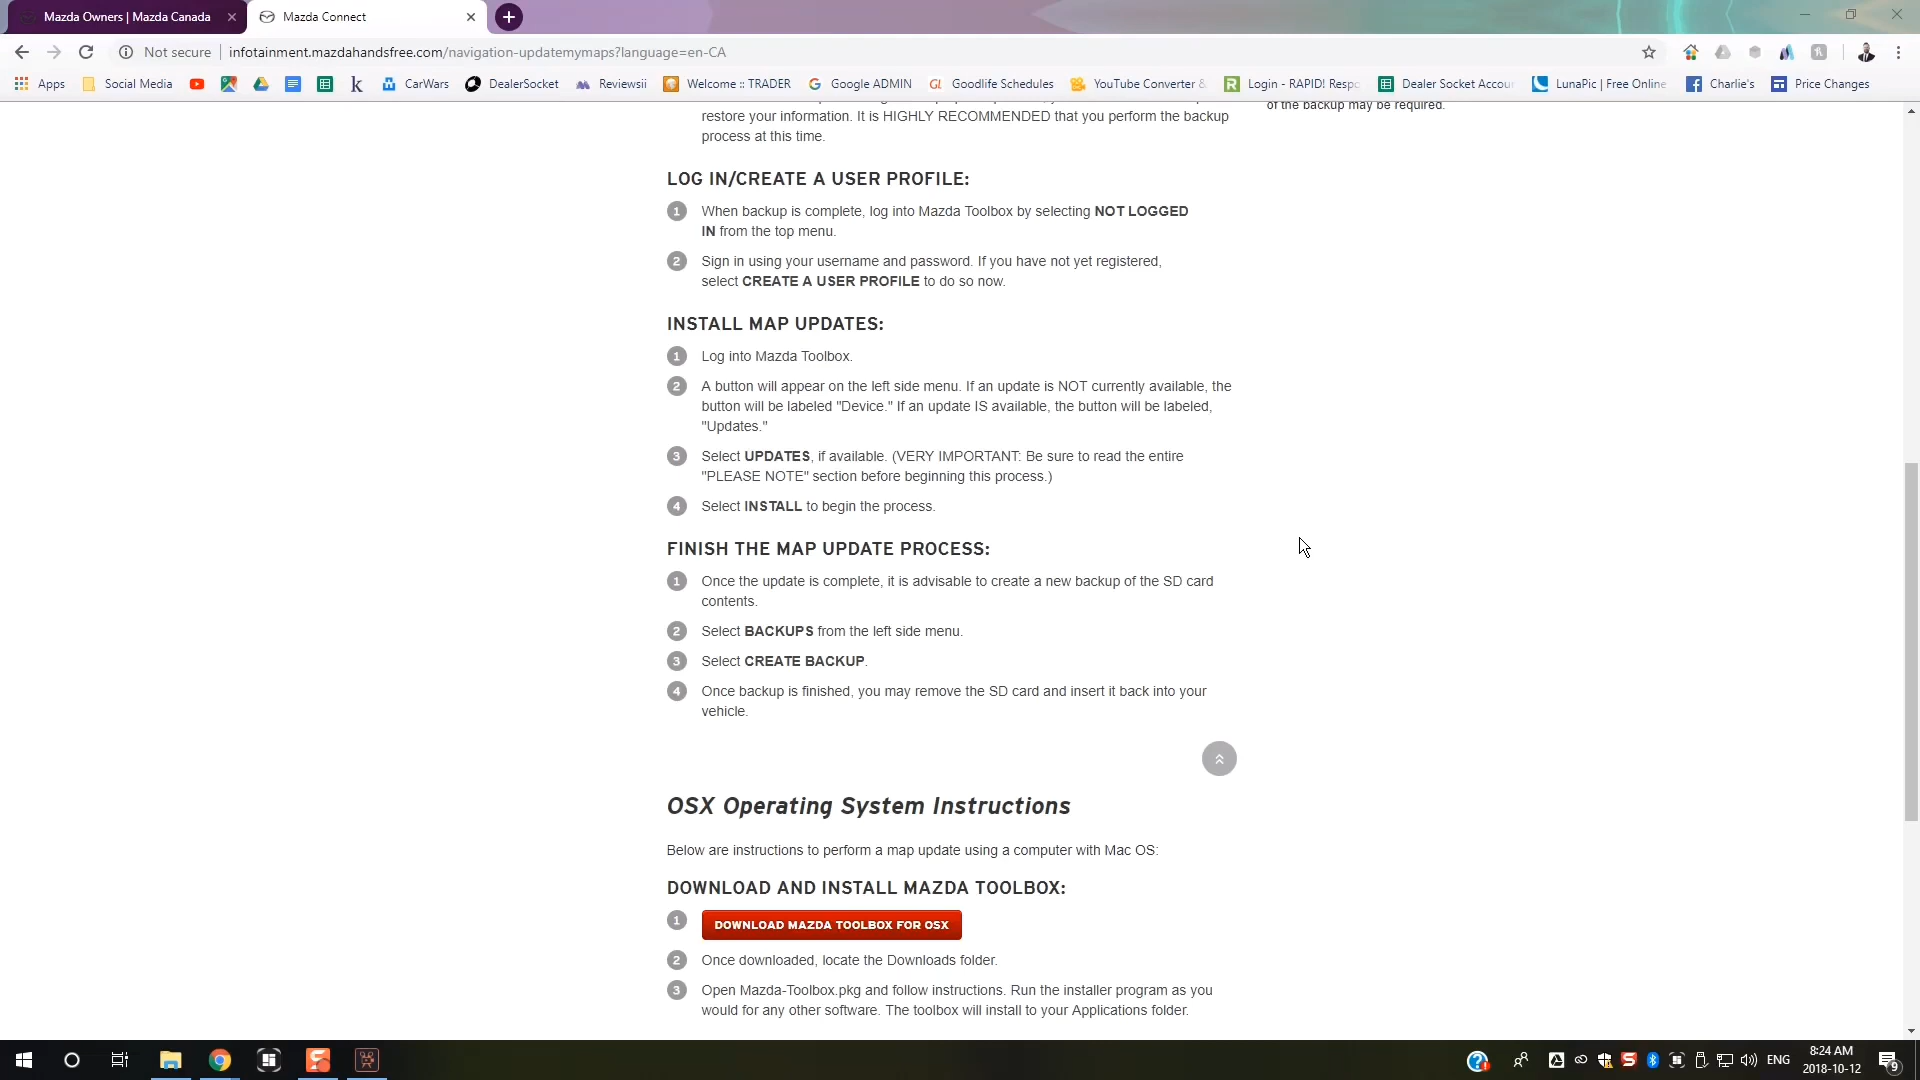 Mazda Owners | Mazda Canada
Mazda Connect
Not secure | infotainment.mazdahandsfree.com/navigation-updatemymaps?language=en-CA
Apps Social Media CarWars DealerSocket Reviewsii Welcome :: TRADER Google ADMIN Goodlife Schedules YouTube Converter & Login - RAPID! Respo Dealer Socket Accou LunaPic | Free Online Charlie's Price Changes
of the backup may be required.
restore your information. It is HIGHLY RECOMMENDED that you perform the backup
process at this time.
LOG IN/CREATE A USER PROFILE:
1 When backup is complete, log into Mazda Toolbox by selecting NOT LOGGED
IN from the top menu.
2 Sign in using your username and password. If you have not yet registered,
select CREATE A USER PROFILE to do so now.
INSTALL MAP UPDATES:
1 Log into Mazda Toolbox.
2 A button will appear on the left side menu. If an update is NOT currently available, the
button will be labeled "Device." If an update IS available, the button will be labeled,
"Updates."
3 Select UPDATES, if available. (VERY IMPORTANT: Be sure to read the entire
"PLEASE NOTE" section before beginning this process.)
4 Select INSTALL to begin the process.
FINISH THE MAP UPDATE PROCESS:
1 Once the update is complete, it is advisable to create a new backup of the SD card
contents.
2 Select BACKUPS from the left side menu.
3 Select CREATE BACKUP.
4 Once backup is finished, you may remove the SD card and insert it back into your
vehicle.
OSX Operating System Instructions
Below are instructions to perform a map update using a computer with Mac OS:
DOWNLOAD AND INSTALL MAZDA TOOLBOX:
1 DOWNLOAD MAZDA TOOLBOX FOR OSX
2 Once downloaded, locate the Downloads folder.
3 Open Mazda-Toolbox.pkg and follow instructions. Run the installer program as you
would for any other software. The toolbox will install to your Applications folder.
ENG
8:24 AM
2018-10-12
9